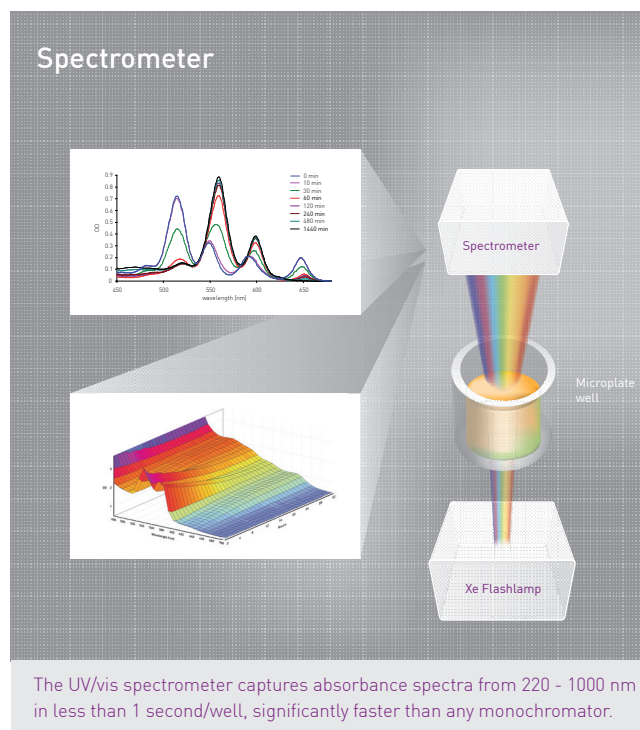 Spectrometer
0.9
0.8
0.7
0.6
0.5
0.4
0.3
0.2
0.1
0
OD
450 500 550 600 650
wavelength [nm]
0 min
10 min
30 min
60 min
120 min
240 min
480 min
1440 min
Spectrometer
Microplate
well
Xe Flashlamp
The UV/vis spectrometer captures absorbance spectra from 220 - 1000 nm
in less than 1 second/well, significantly faster than any monochromator.